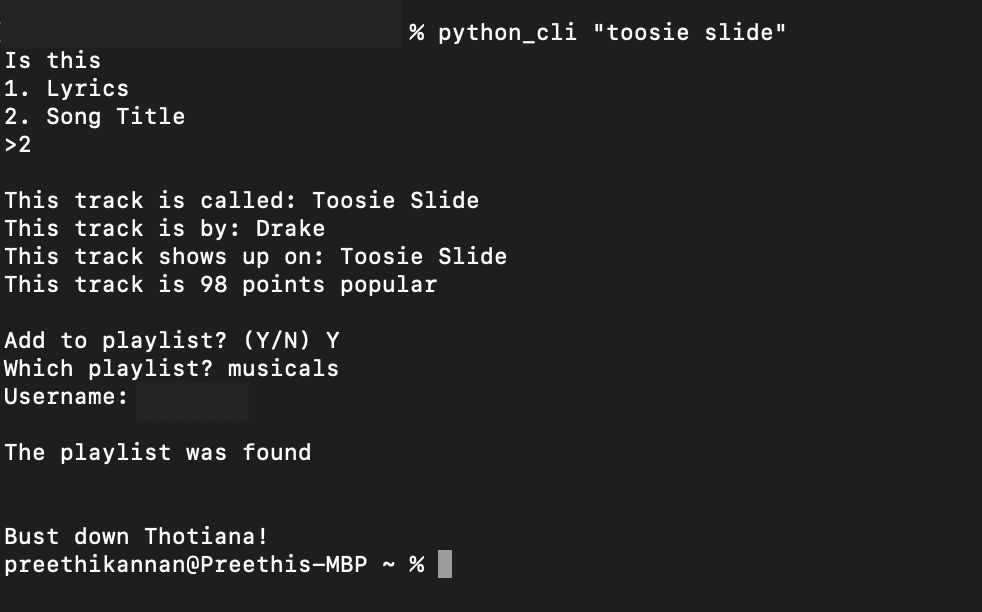 % python_cli "toosie slide"
Is this
1. Lyrics
2. Song Title
>2
This track is called: Toosie Slide
This track is by: Drake
This track shows up on: Toosie Slide
This track is 98 points popular
Add to playlist? (Y/N) Y
Which playlist? musicals
Username:
The playlist was found
Bust down Thotiana!
preethikannan@Preethis-MBP ~ %